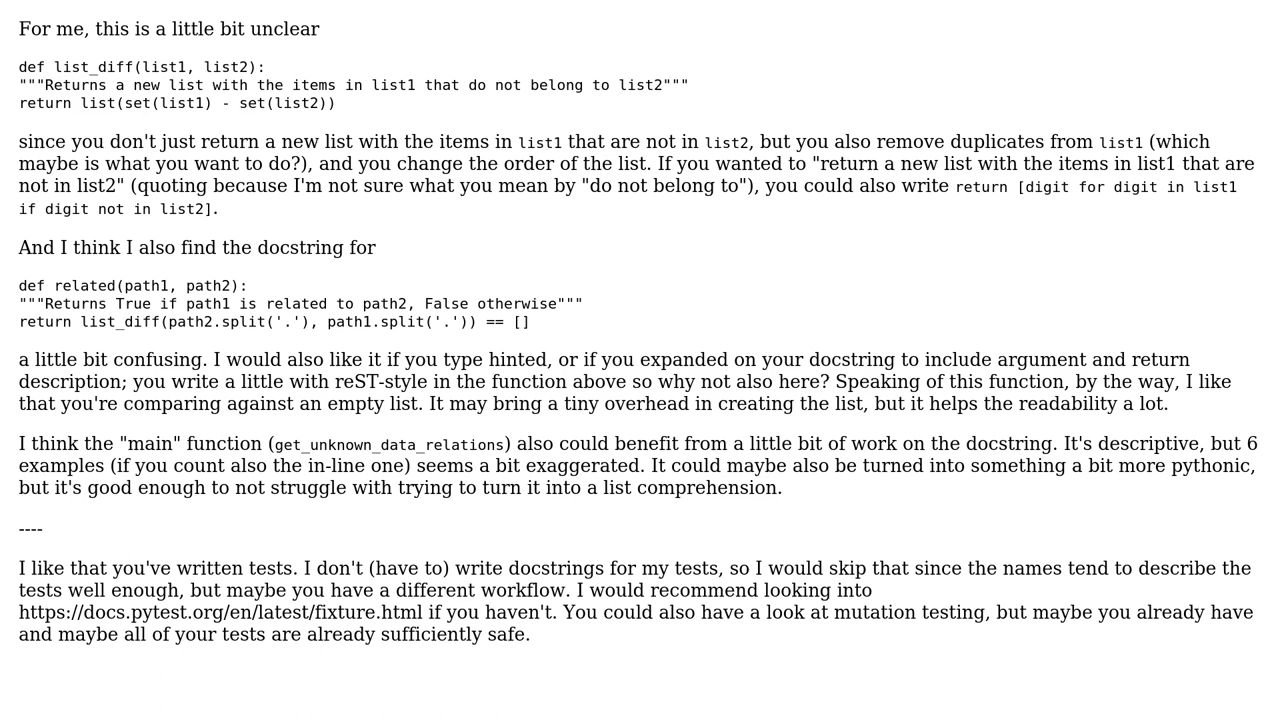 For me, this is a little bit unclear
def list_diff(list1, list2):
"""Returns a new list with the items in list1 that do not belong to list2"""
return list(set(list1) - set(list2))
since you don't just return a new list with the items in list1 that are not in list2, but you also remove duplicates from list1 (which
maybe is what you want to do?), and you change the order of the list. If you wanted to "return a new list with the items in list1 that are
not in list2" (quoting because I'm not sure what you mean by "do not belong to"), you could also write return [digit for digit in list1
if digit not in list2].
And I think I also find the docstring for
def related(path1, path2):
"""Returns True if path1 is related to path2, False otherwise"""
return list_diff(path2.split('.'), path1.split('.')) == []
a little bit confusing. I would also like it if you type hinted, or if you expanded on your docstring to include argument and return
description; you write a little with reST-style in the function above so why not also here? Speaking of this function, by the way, I like
that you're comparing against an empty list. It may bring a tiny overhead in creating the list, but it helps the readability a lot.
I think the "main" function (get_unknown_data_relations) also could benefit from a little bit of work on the docstring. It's descriptive, but 6
examples (if you count also the in-line one) seems a bit exaggerated. It could maybe also be turned into something a bit more pythonic,
but it's good enough to not struggle with trying to turn it into a list comprehension.
----
I like that you've written tests. I don't (have to) write docstrings for my tests, so I would skip that since the names tend to describe the
tests well enough, but maybe you have a different workflow. I would recommend looking into
https://docs.pytest.org/en/latest/fixture.html if you haven't. You could also have a look at mutation testing, but maybe you already have
and maybe all of your tests are already sufficiently safe.